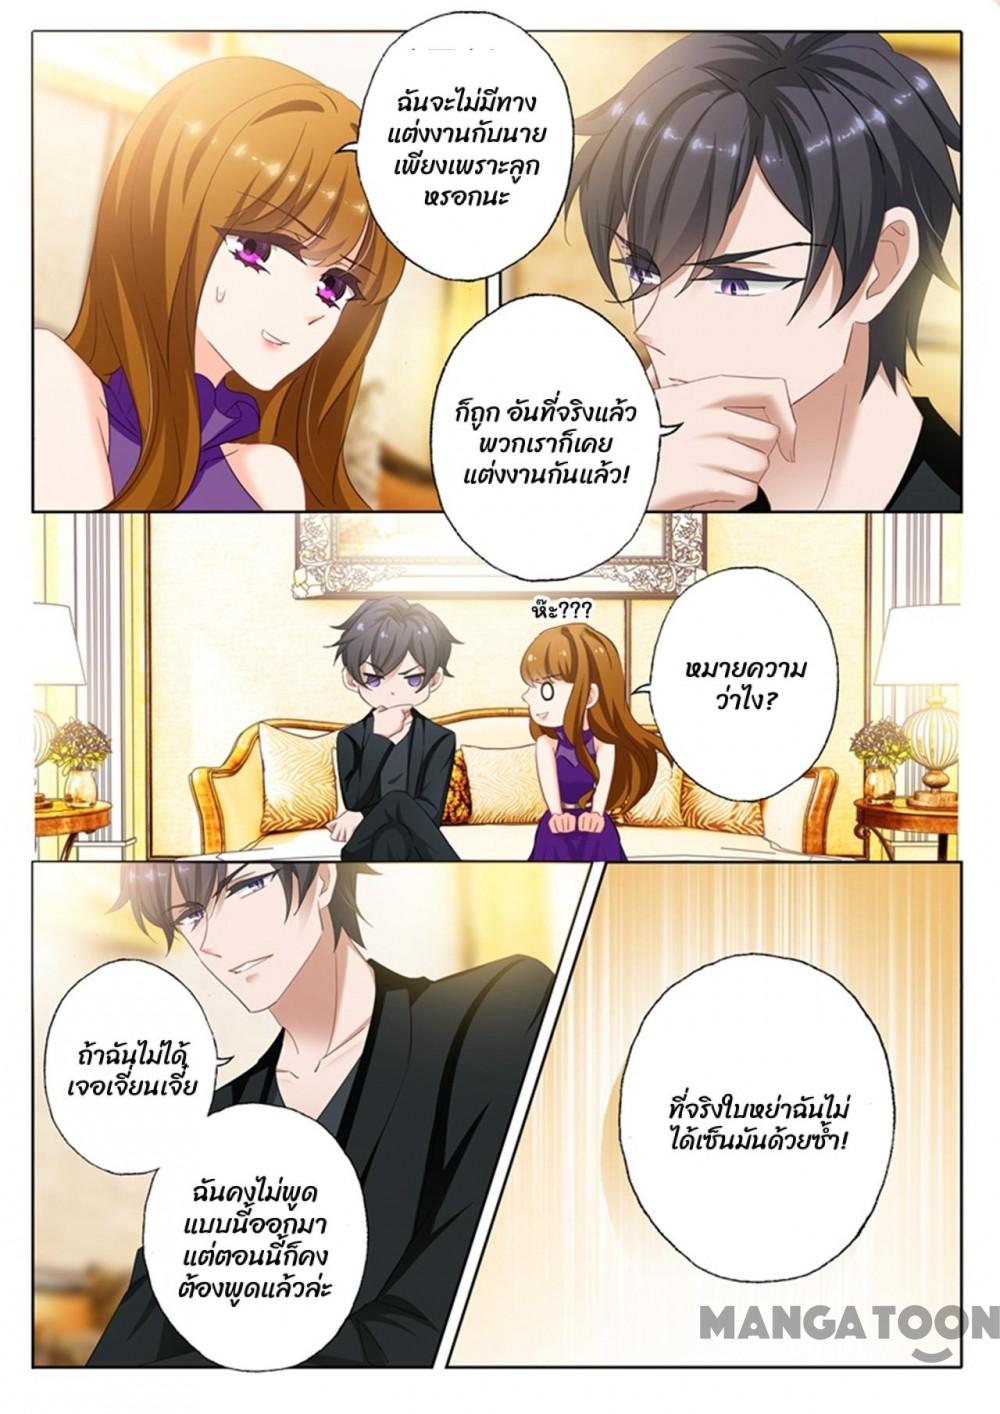 ฉันจะไม่มีทาง
แต่งงานกับนาย
เพียงเพราะลูก
หรอกนะ
ก็ถูก อันที่จริงแล้ว
พวกเราก็เคย
แต่งงานกันแล้ว!
ห๊ะ???
หมายความ
ว่าไง?
ถ้าฉันไม่ได้
เจอเจี่ยนเจี๋ย
ฉันคงไม่พูด
แบบนี้ออกมา
แต่ตอนนี้ก็คง
ต้องพูดแล้วล่ะ
ที่จริงใบหย่าฉันไม่
ได้เซ็นมันด้วยซ้ำ!
MANGATOON